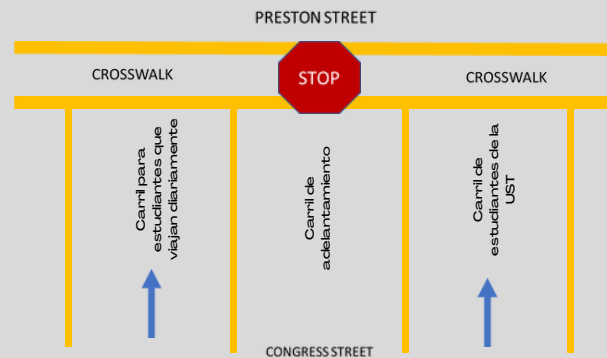 PRESTON STREET
CROSSWALK
STOP
CROSSWALK
Carril para
estudiantes que
viajan diariamente
Carril de
adelantamiento
Carril de
estudiantes de la
UST
CONGRESS STREET